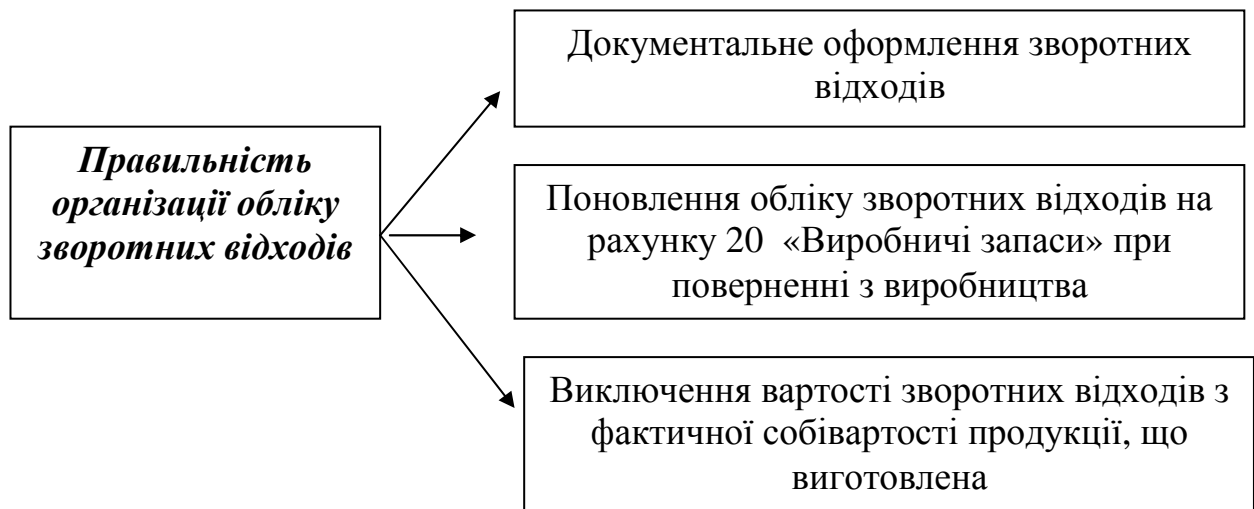 Правильність
організації обліку
зворотних відходів
Документальне оформлення зворотних
відходів
Поновлення обліку зворотних відходів на
рахунку 20 «Виробничі запаси» при
поверненні з виробництва
Виключення вартості зворотних відходів з
фактичної собівартості продукції, що
виготовлена